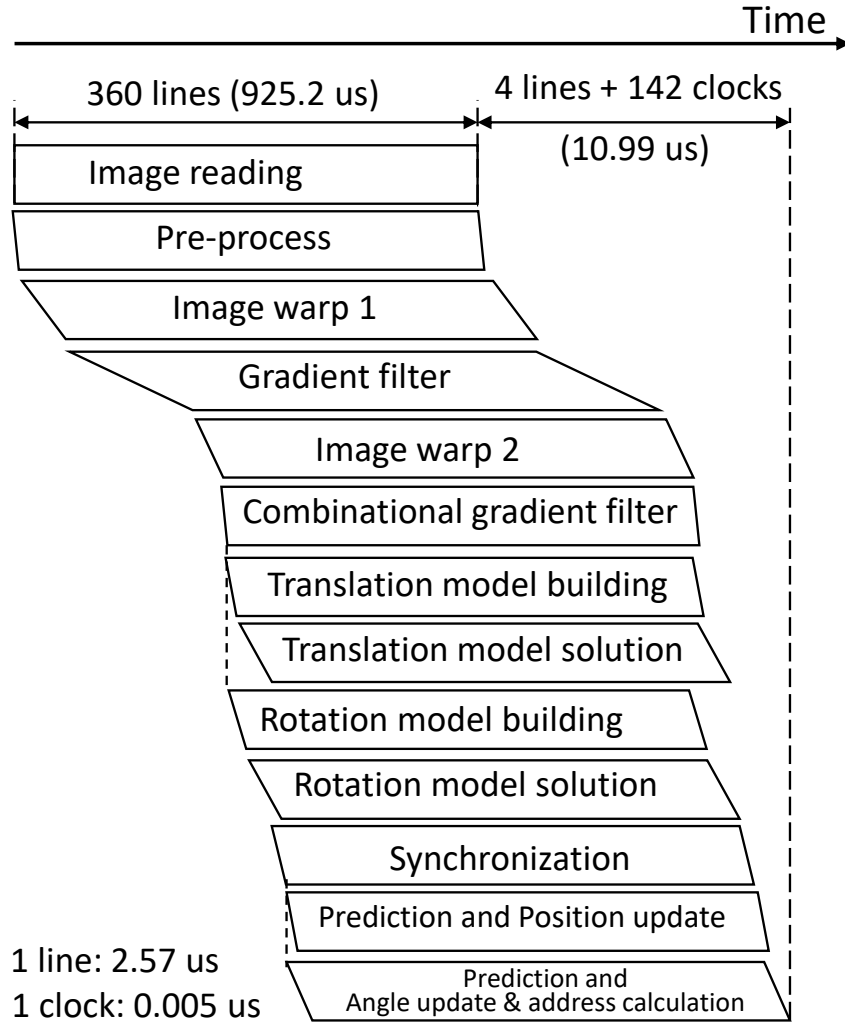 Time
360 lines (925.2 us)
4 lines + 142 clocks
(10.99 us)
Image reading
Pre-process
Image warp 1
Gradient filter
Image warp 2
Combinational gradient filter
Translation model building
Translation model solution
Rotation model building
Rotation model solution
Synchronization
Prediction and Position update
Prediction and
Angle update & address calculation
1 line: 2.57 us
1 clock: 0.005 us